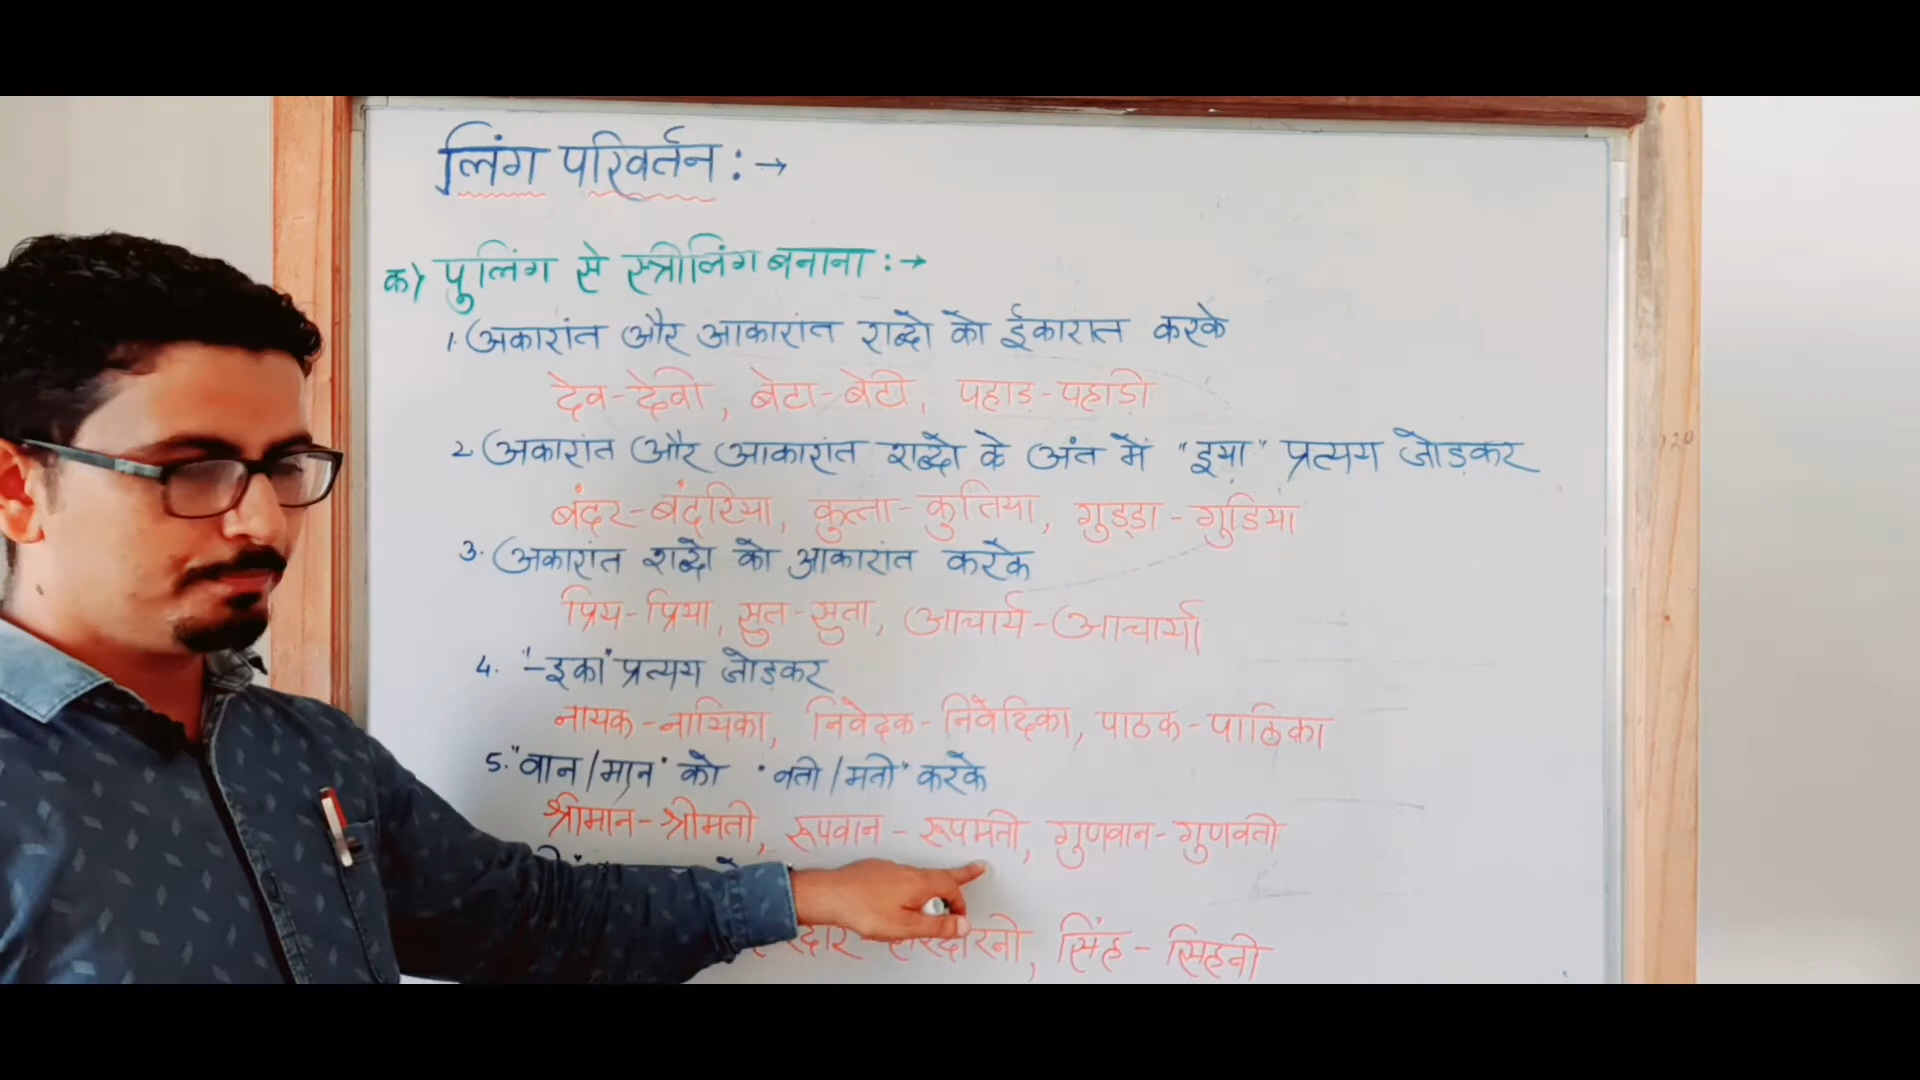 लिंग परिवर्तन :→
क) पुलिंग से स्त्रीलिंग बनाना :→
1. अकारांत और आकारांत शब्दों को ईकारात करके
देव-देवी, बेटा-बेटी, पहाड़-पहाड़ी
2 अकारांत और आकारांत शब्दों के अंत में "इया" प्रत्यय जोड़कर
बंदर-बंदरिया, कुत्ता-कुतिया, गुड्डा-गुडिया
3. अकारांत शब्दो को आकारांत करके
प्रिय-प्रिया, सुत-सुता, आचार्य-आचार्या
4. "-इका" प्रत्यय जोड़कर
नायक-नायिका, निवेदक-निवेदिका, पाठक-पाठिका
5. "वान/मान" को "वती/मती" करके
श्रीमान-श्रीमती, रूपवान-रूपमती, गुणवान-गुणवती
सिंह-सिहनी